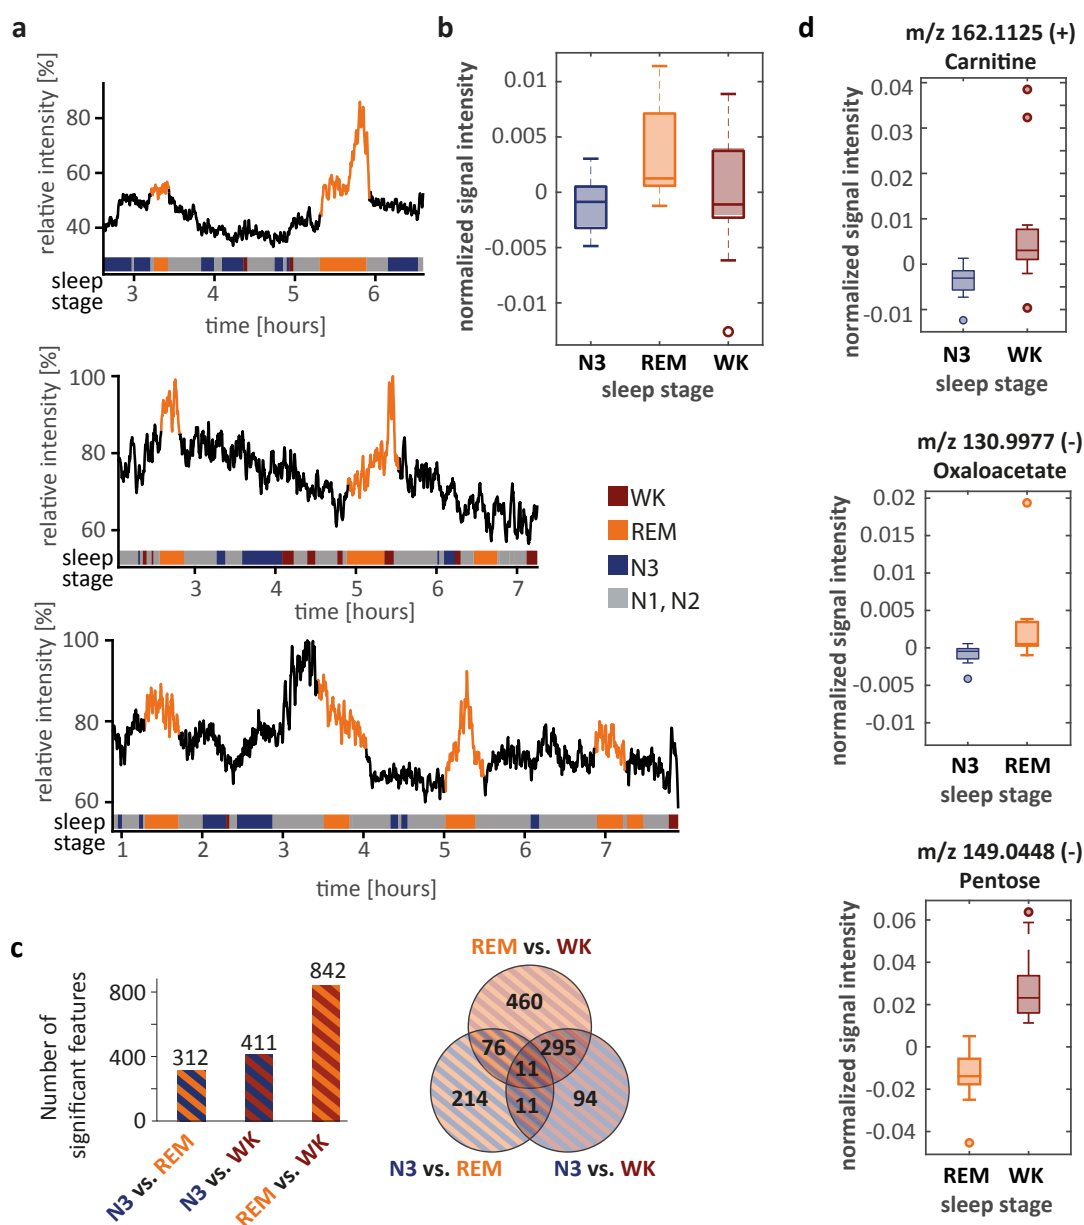 a
relative intensity [%]
80
60
40
sleep
stage
3
4
5
6
time [hours]
relative intensity [%]
100
80
60
sleep
stage
3
4
5
6
7
time [hours]
relative intensity [%]
100
80
60
sleep
stage
1
2
3
4
5
6
7
time [hours]
b
normalized signal intensity
0.01
0.005
0
-0.005
-0.01
N3 REM WK
sleep stage
WK
REM
N3
N1, N2
c
Number of
significant features
800
400
0
312
411
842
N3 vs. REM
N3 vs. WK
REM vs. WK
REM vs. WK
460
76
295
11
214
11
94
N3 vs. REM
N3 vs. WK
d
m/z 162.1125 (+)
Carnitine
normalized signal intensity
0.04
0.03
0.02
0.010
0
-0.01
N3 WK
sleep stage
m/z 130.9977 (-)
Oxaloacetate
normalized signal intensity
0.02
0.015
0.010
0.005
0
-0.005
-0.01
N3 REM
sleep stage
m/z 149.0448 (-)
Pentose
normalized signal intensity
0.06
0.04
0.02
0
-0.02
-0.04
REM WK
sleep stage